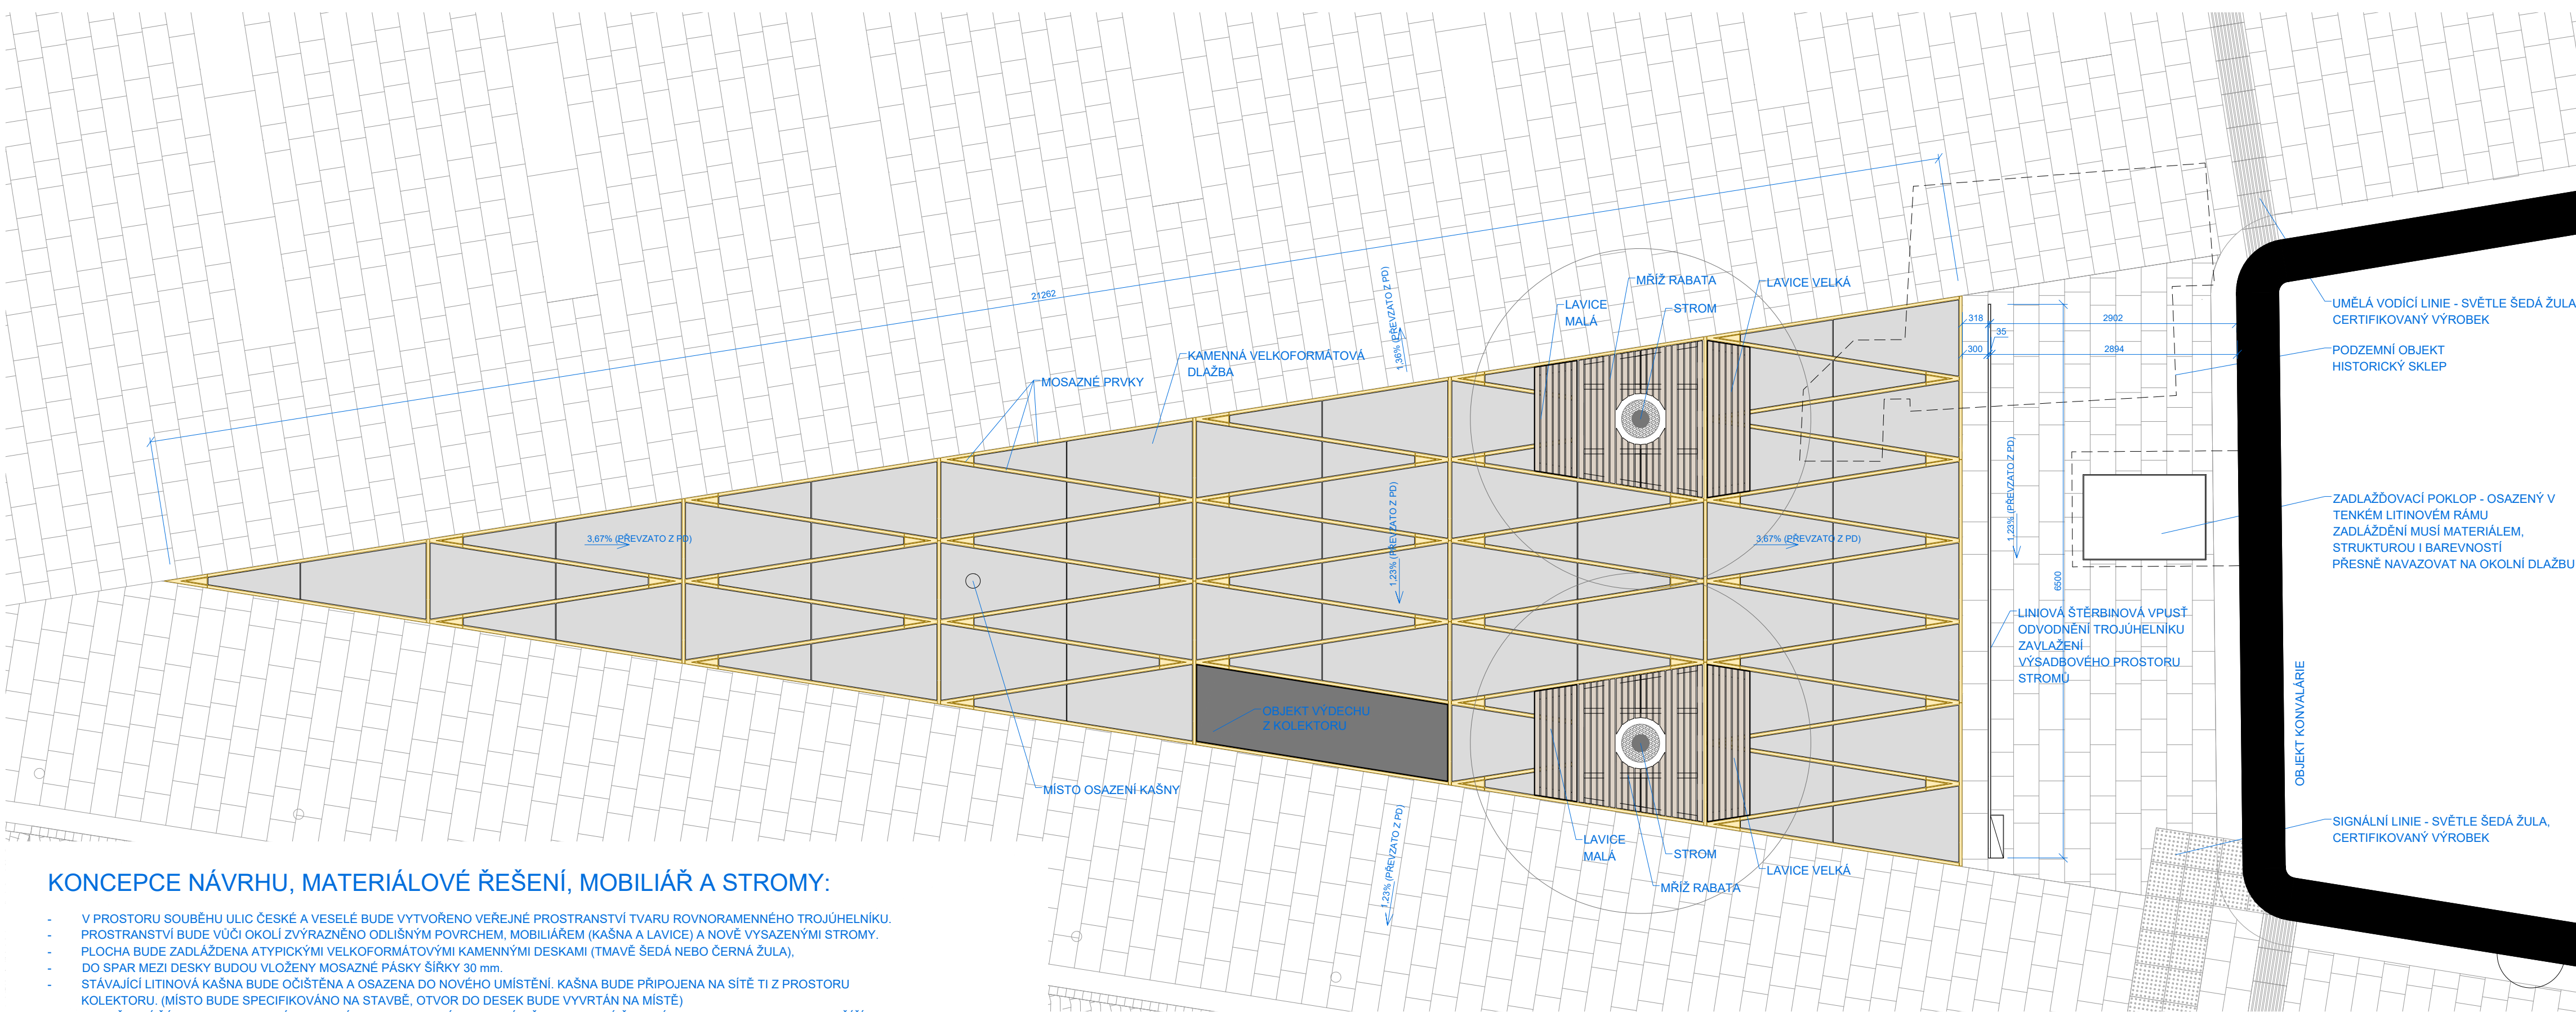 21262
1,36% (PŘEVZATO Z PD)
MŘÍŽ RABATA
LAVICE VELKÁ
LAVICE
MALÁ
STROM
KAMENNÁ VELKOFORMÁTOVÁ
DLAŽBA
MOSAZNÉ PRVKY
318
35
2902
300
2894
UMĚLÁ VODÍCÍ LINIE - SVĚTLE ŠEDÁ ŽULA
CERTIFIKOVANÝ VÝROBEK
PODZEMNÍ OBJEKT
HISTORICKÝ SKLEP
3,67% (PŘEVZATO Z PD)
1,23% (PŘEVZATO Z PD)
3,67% (PŘEVZATO Z PD)
1,23% (PŘEVZATO Z PD)
6500
ZADLAŽĎOVACÍ POKLOP - OSAZENÝ V
TENKÉM LITINOVÉM RÁMU
ZADLÁŽDĚNÍ MUSÍ MATERIÁLEM,
STRUKTUROU I BAREVNOSTÍ
PŘESNĚ NAVAZOVAT NA OKOLNÍ DLAŽBU
LINIOVÁ ŠTĚRBINOVÁ VPUSŤ
ODVODNĚNÍ TROJÚHELNÍKU
ZAVLAŽENÍ
VÝSADBOVÉHO PROSTORU
STROMŮ
OBJEKT VÝDECHU
Z KOLEKTORU
OBJEKT KONVALÁRIE
MÍSTO OSAZENÍ KAŠNY
1,23% (PŘEVZATO Z PD)
LAVICE
MALÁ
STROM
MŘÍŽ RABATA
LAVICE VELKÁ
SIGNÁLNÍ LINIE - SVĚTLE ŠEDÁ ŽULA,
CERTIFIKOVANÝ VÝROBEK
KONCEPCE NÁVRHU, MATERIÁLOVÉ ŘEŠENÍ, MOBILIÁŘ A STROMY:
- V PROSTORU SOUBĚHU ULIC ČESKÉ A VESELÉ BUDE VYTVOŘENO VEŘEJNÉ PROSTRANSTVÍ TVARU ROVNORAMENNÉHO TROJÚHELNÍKU.
- PROSTRANSTVÍ BUDE VŮČI OKOLÍ ZVÝRAZNĚNO ODLIŠNÝM POVRCHEM, MOBILIÁŘEM (KAŠNA A LAVICE) A NOVĚ VYSAZENÝMI STROMY.
- PLOCHA BUDE ZADLÁŽDENA ATYPICKÝMI VELKOFORMÁTOVÝMI KAMENNÝMI DESKAMI (TMAVĚ ŠEDÁ NEBO ČERNÁ ŽULA),
- DO SPAR MEZI DESKY BUDOU VLOŽENY MOSAZNÉ PÁSKY ŠÍŘKY 30 mm.
- STÁVAJÍCÍ LITINOVÁ KAŠNA BUDE OČIŠTĚNA A OSAZENA DO NOVÉHO UMÍSTĚNÍ. KAŠNA BUDE PŘIPOJENA NA SÍTĚ TI Z PROSTORU
KOLEKTORU. (MÍSTO BUDE SPECIFIKOVÁNO NA STAVBĚ, OTVOR DO DESEK BUDE VYVRTÁN NA MÍSTĚ)